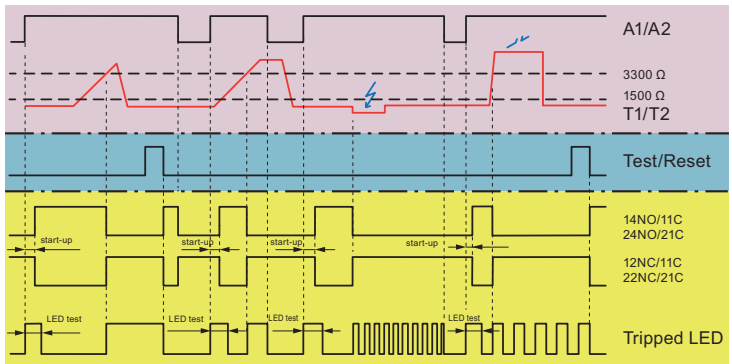 A1/A2
3300 Ω
1500 Ω
T1/T2
Test/Reset
14NO/11C
24NO/21C
start-up start-up start-up start-up
12NC/11C
22NC/21C
LED test LED test LED test LED test
Tripped LED